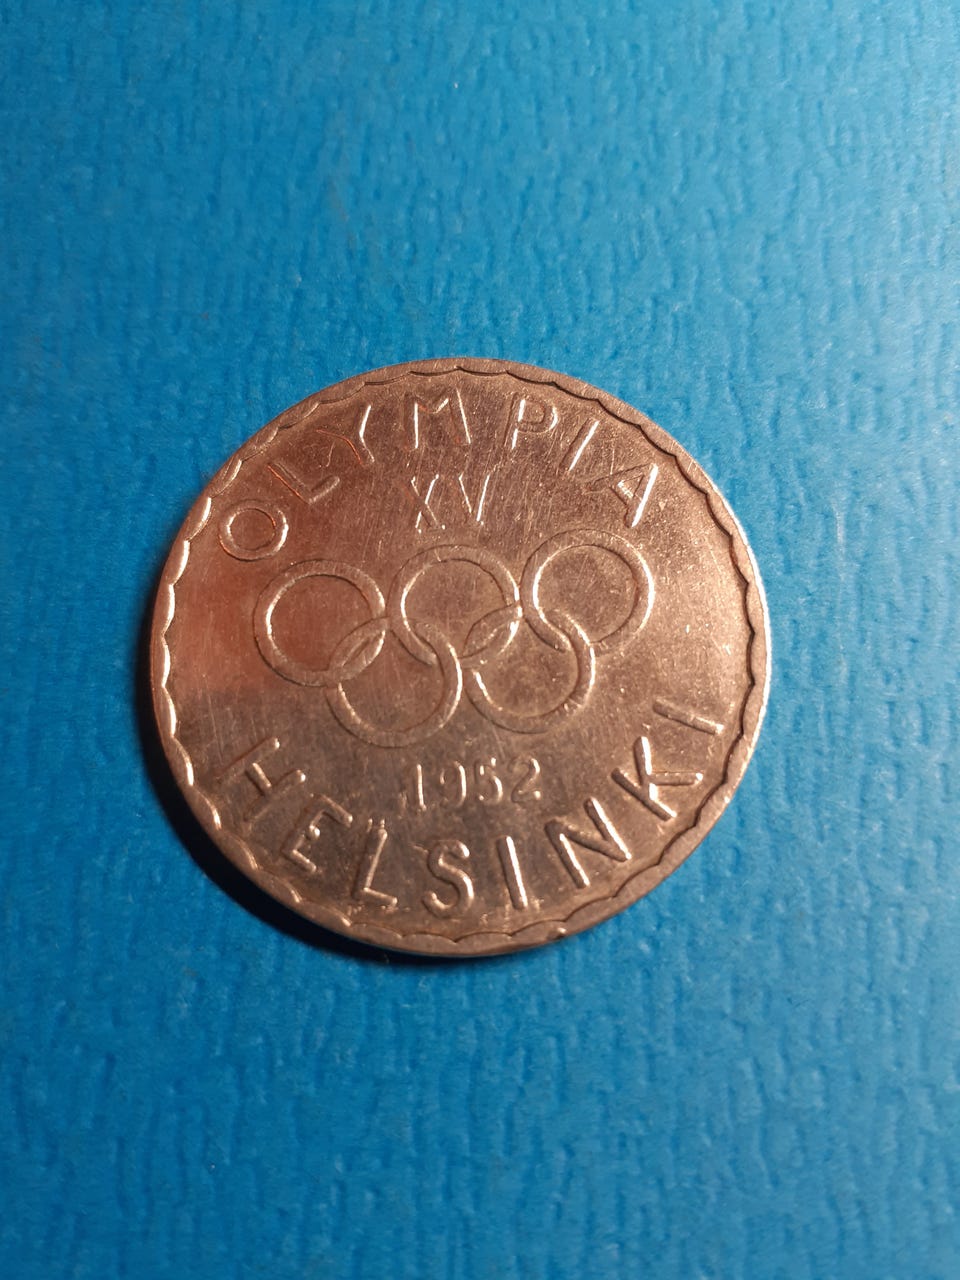 OLYMPIA
XV
1952
HELSINKI